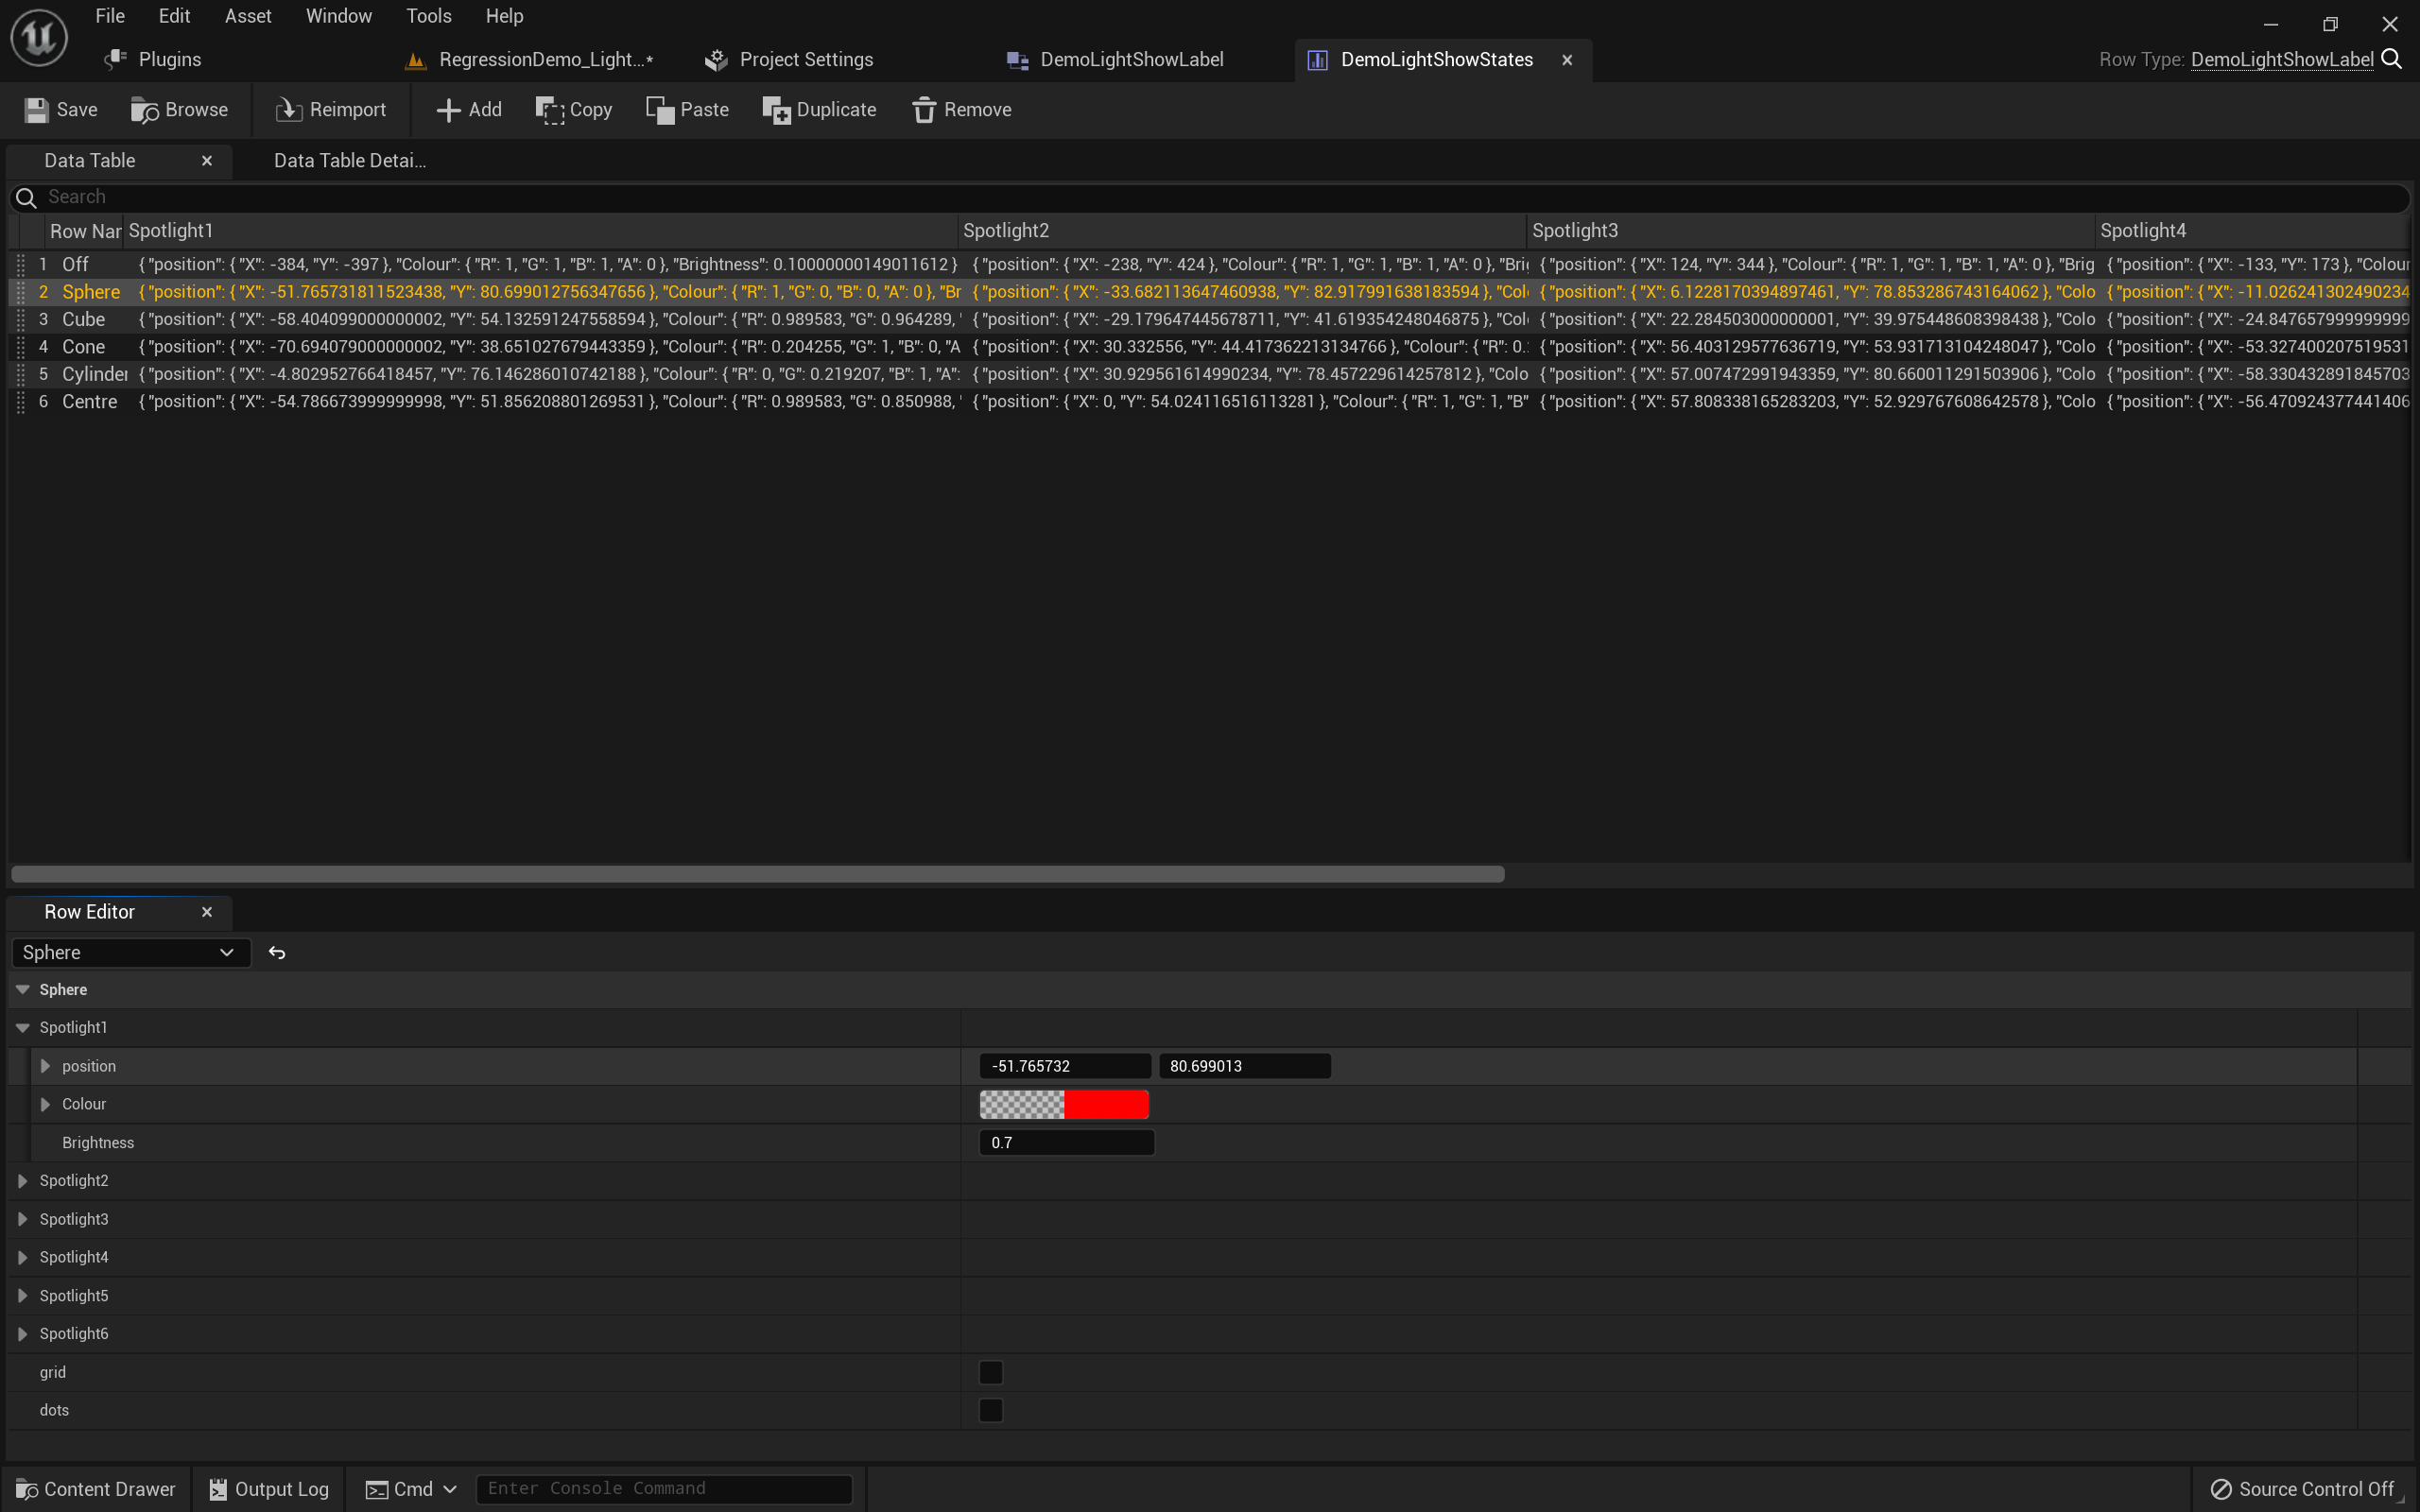 File Edit Asset Window Tools Help
Plugins RegressionDemo_Light...* Project Settings DemoLightShowLabel DemoLightShowStates Row Type: DemoLightShowLabel
Save Browse Reimport Add Copy Paste Duplicate Remove
Data Table Data Table Detai...
Search
Row Nar Spotlight1 Spotlight2 Spotlight3 Spotlight4
1 Off { "position": { "X": -384, "Y": -397 }, "Colour": { "R": 1, "G": 1, "B": 1, "A": 0 }, "Brightness": 0.10000000149011612 } { "position": { "X": -238, "Y": 424 }, "Colour": { "R": 1, "G": 1, "B": 1, "A": 0 }, "Bri { "position": { "X": 124, "Y": 344 }, "Colour": { "R": 1, "G": 1, "B": 1, "A": 0 }, "Brig { "position": { "X": -133, "Y": 173 }, "Colour
2 Sphere { "position": { "X": -51.765731811523438, "Y": 80.699012756347656 }, "Colour": { "R": 1, "G": 0, "B": 0, "A": 0 }, "Br { "position": { "X": -33.682113647460938, "Y": 82.917991638183594 }, "Col { "position": { "X": 6.1228170394897461, "Y": 78.853286743164062 }, "Colo { "position": { "X": -11.026241302490234
3 Cube { "position": { "X": -58.404099000000002, "Y": 54.132591247558594 }, "Colour": { "R": 0.989583, "G": 0.964289, " { "position": { "X": -29.179647445678711, "Y": 41.619354248046875 }, "Col { "position": { "X": 22.284503000000001, "Y": 39.975448608398438 }, "Colo { "position": { "X": -24.847657999999999
4 Cone { "position": { "X": -70.694079000000002, "Y": 38.651027679443359 }, "Colour": { "R": 0.204255, "G": 1, "B": 0, "A { "position": { "X": 30.332556, "Y": 44.417362213134766 }, "Colour": { "R": 0. { "position": { "X": 56.403129577636719, "Y": 53.931713104248047 }, "Colo { "position": { "X": -53.327400207519531
5 Cylinder { "position": { "X": -4.802952766418457, "Y": 76.146286010742188 }, "Colour": { "R": 0, "G": 0.219207, "B": 1, "A": { "position": { "X": 30.929561614990234, "Y": 78.457229614257812 }, "Colo { "position": { "X": 57.007472991943359, "Y": 80.660011291503906 }, "Colo { "position": { "X": -58.330432891845703
6 Centre { "position": { "X": -54.786673999999998, "Y": 51.856208801269531 }, "Colour": { "R": 0.989583, "G": 0.850988, " { "position": { "X": 0, "Y": 54.024116516113281 }, "Colour": { "R": 1, "G": 1, "B" { "position": { "X": 57.808338165283203, "Y": 52.929767608642578 }, "Colo { "position": { "X": -56.470924377441406
Row Editor
Sphere
Sphere
Spotlight1
position -51.765732 80.699013
Colour
Brightness 0.7
Spotlight2
Spotlight3
Spotlight4
Spotlight5
Spotlight6
grid
dots
Content Drawer Output Log Cmd Enter Console Command Source Control Off